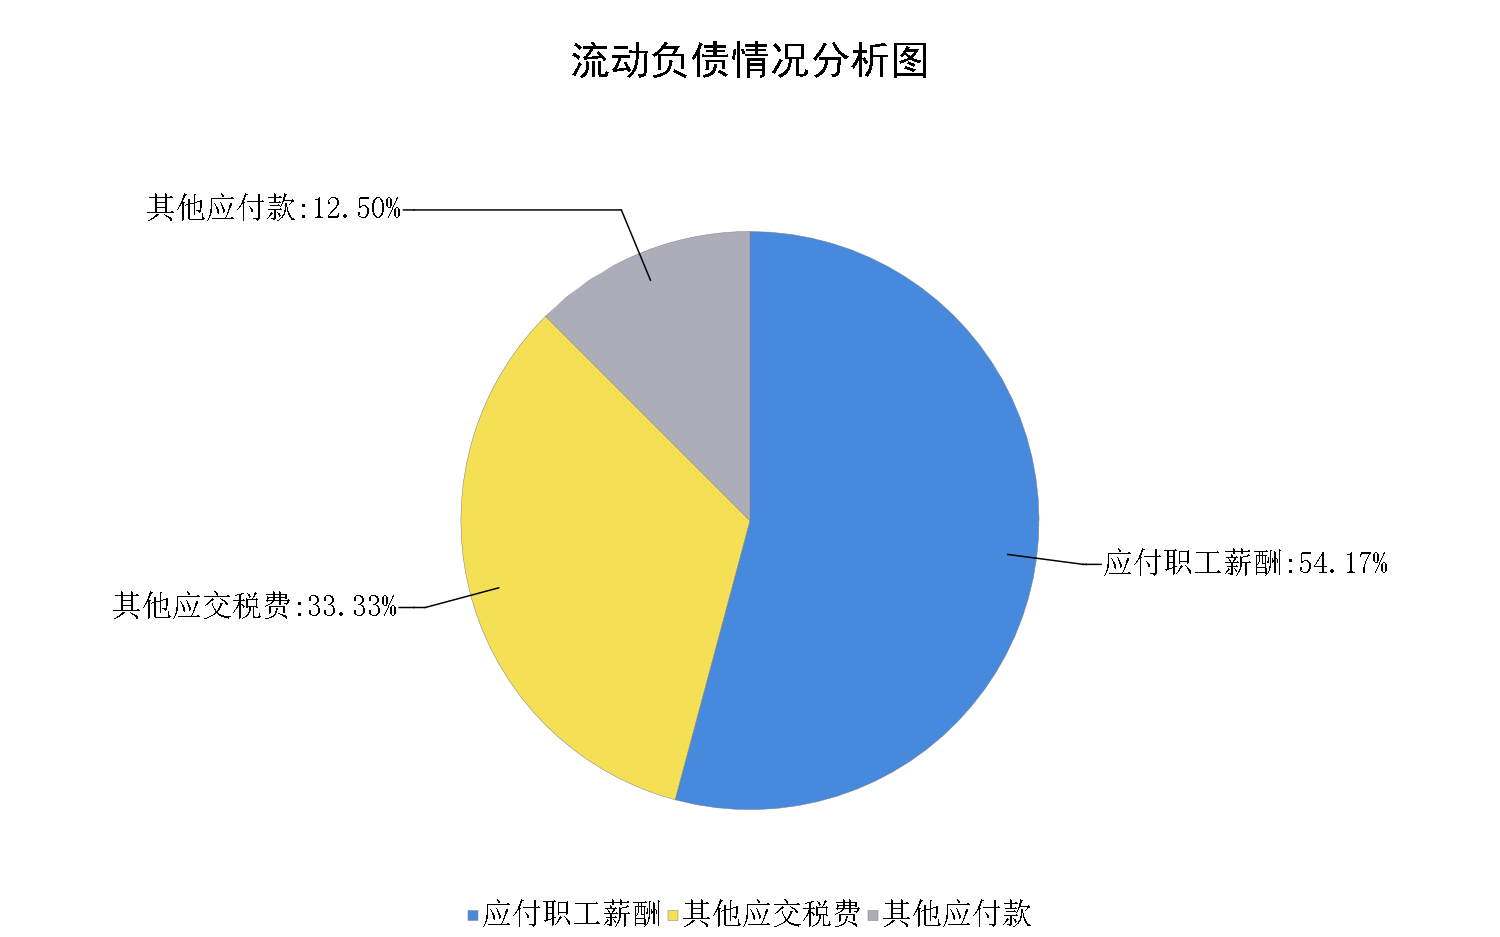 流动负债情况分析图
其他应付款:12.50%
应付职工薪酬:54.17%
其他应交税费:33.33%
应付职工薪酬 其他应交税费 其他应付款